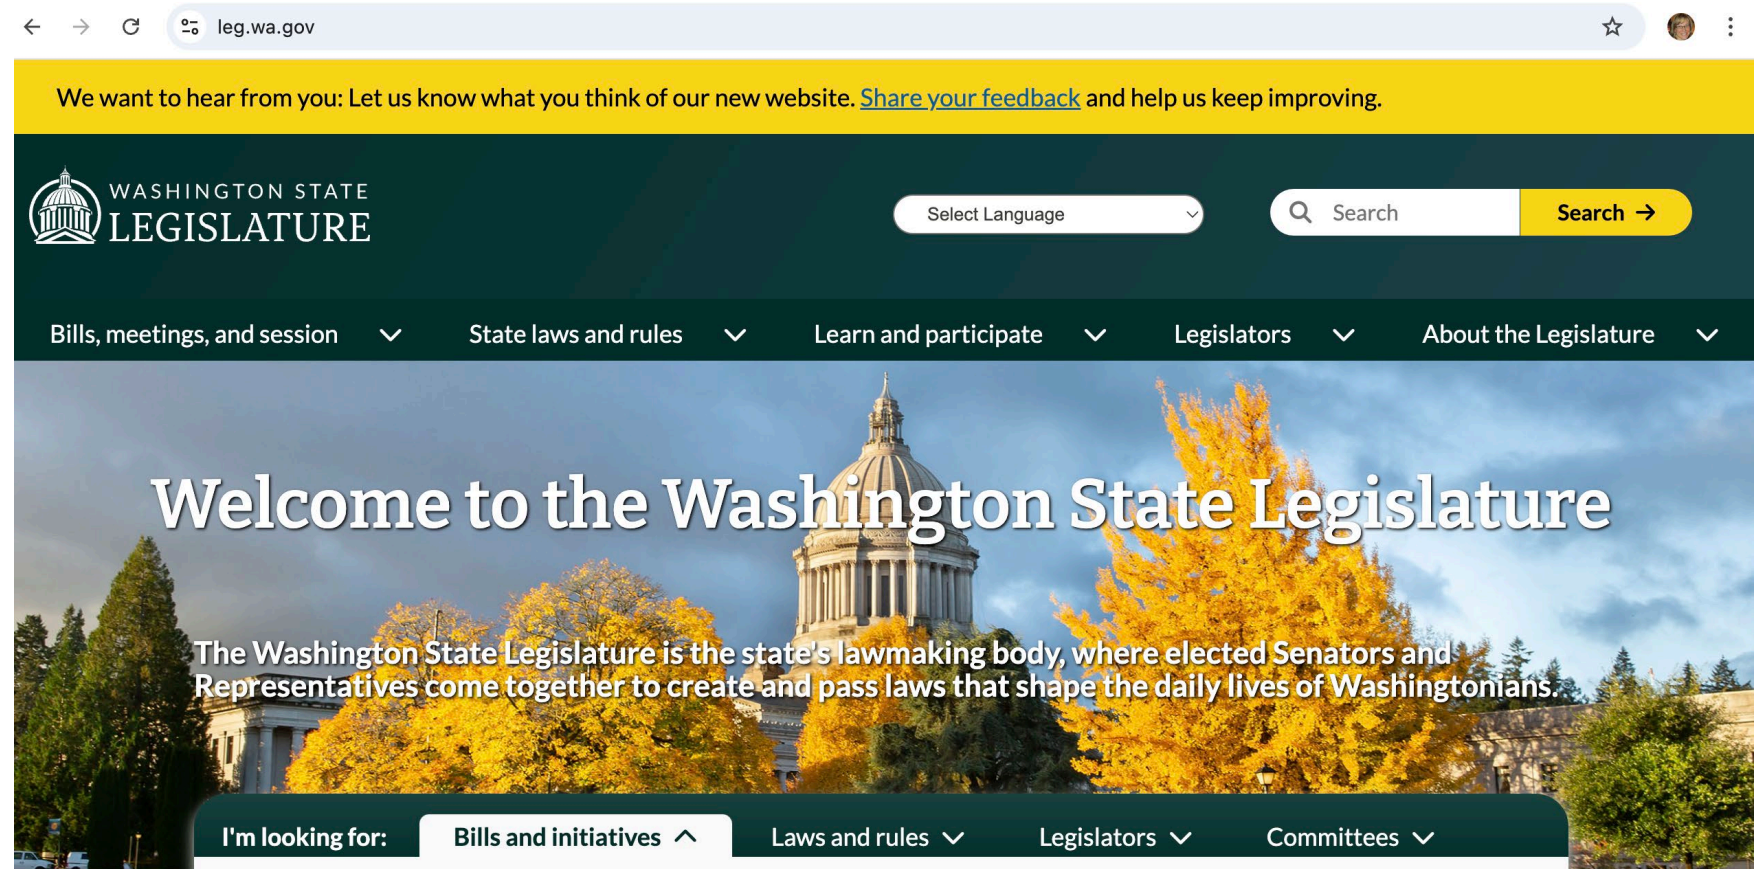 leg.wa.gov
We want to hear from you: Let us know what you think of our new website. Share your feedback and help us keep improving.
WASHINGTON STATE
LEGISLATURE
Select Language
Search
Search →
Bills, meetings, and session
State laws and rules
Learn and participate
Legislators
About the Legislature
Welcome to the Washington State Legislature
The Washington State Legislature is the state's lawmaking body, where elected Senators and
Representatives come together to create and pass laws that shape the daily lives of Washingtonians.
I'm looking for:
Bills and initiatives
Laws and rules
Legislators
Committees